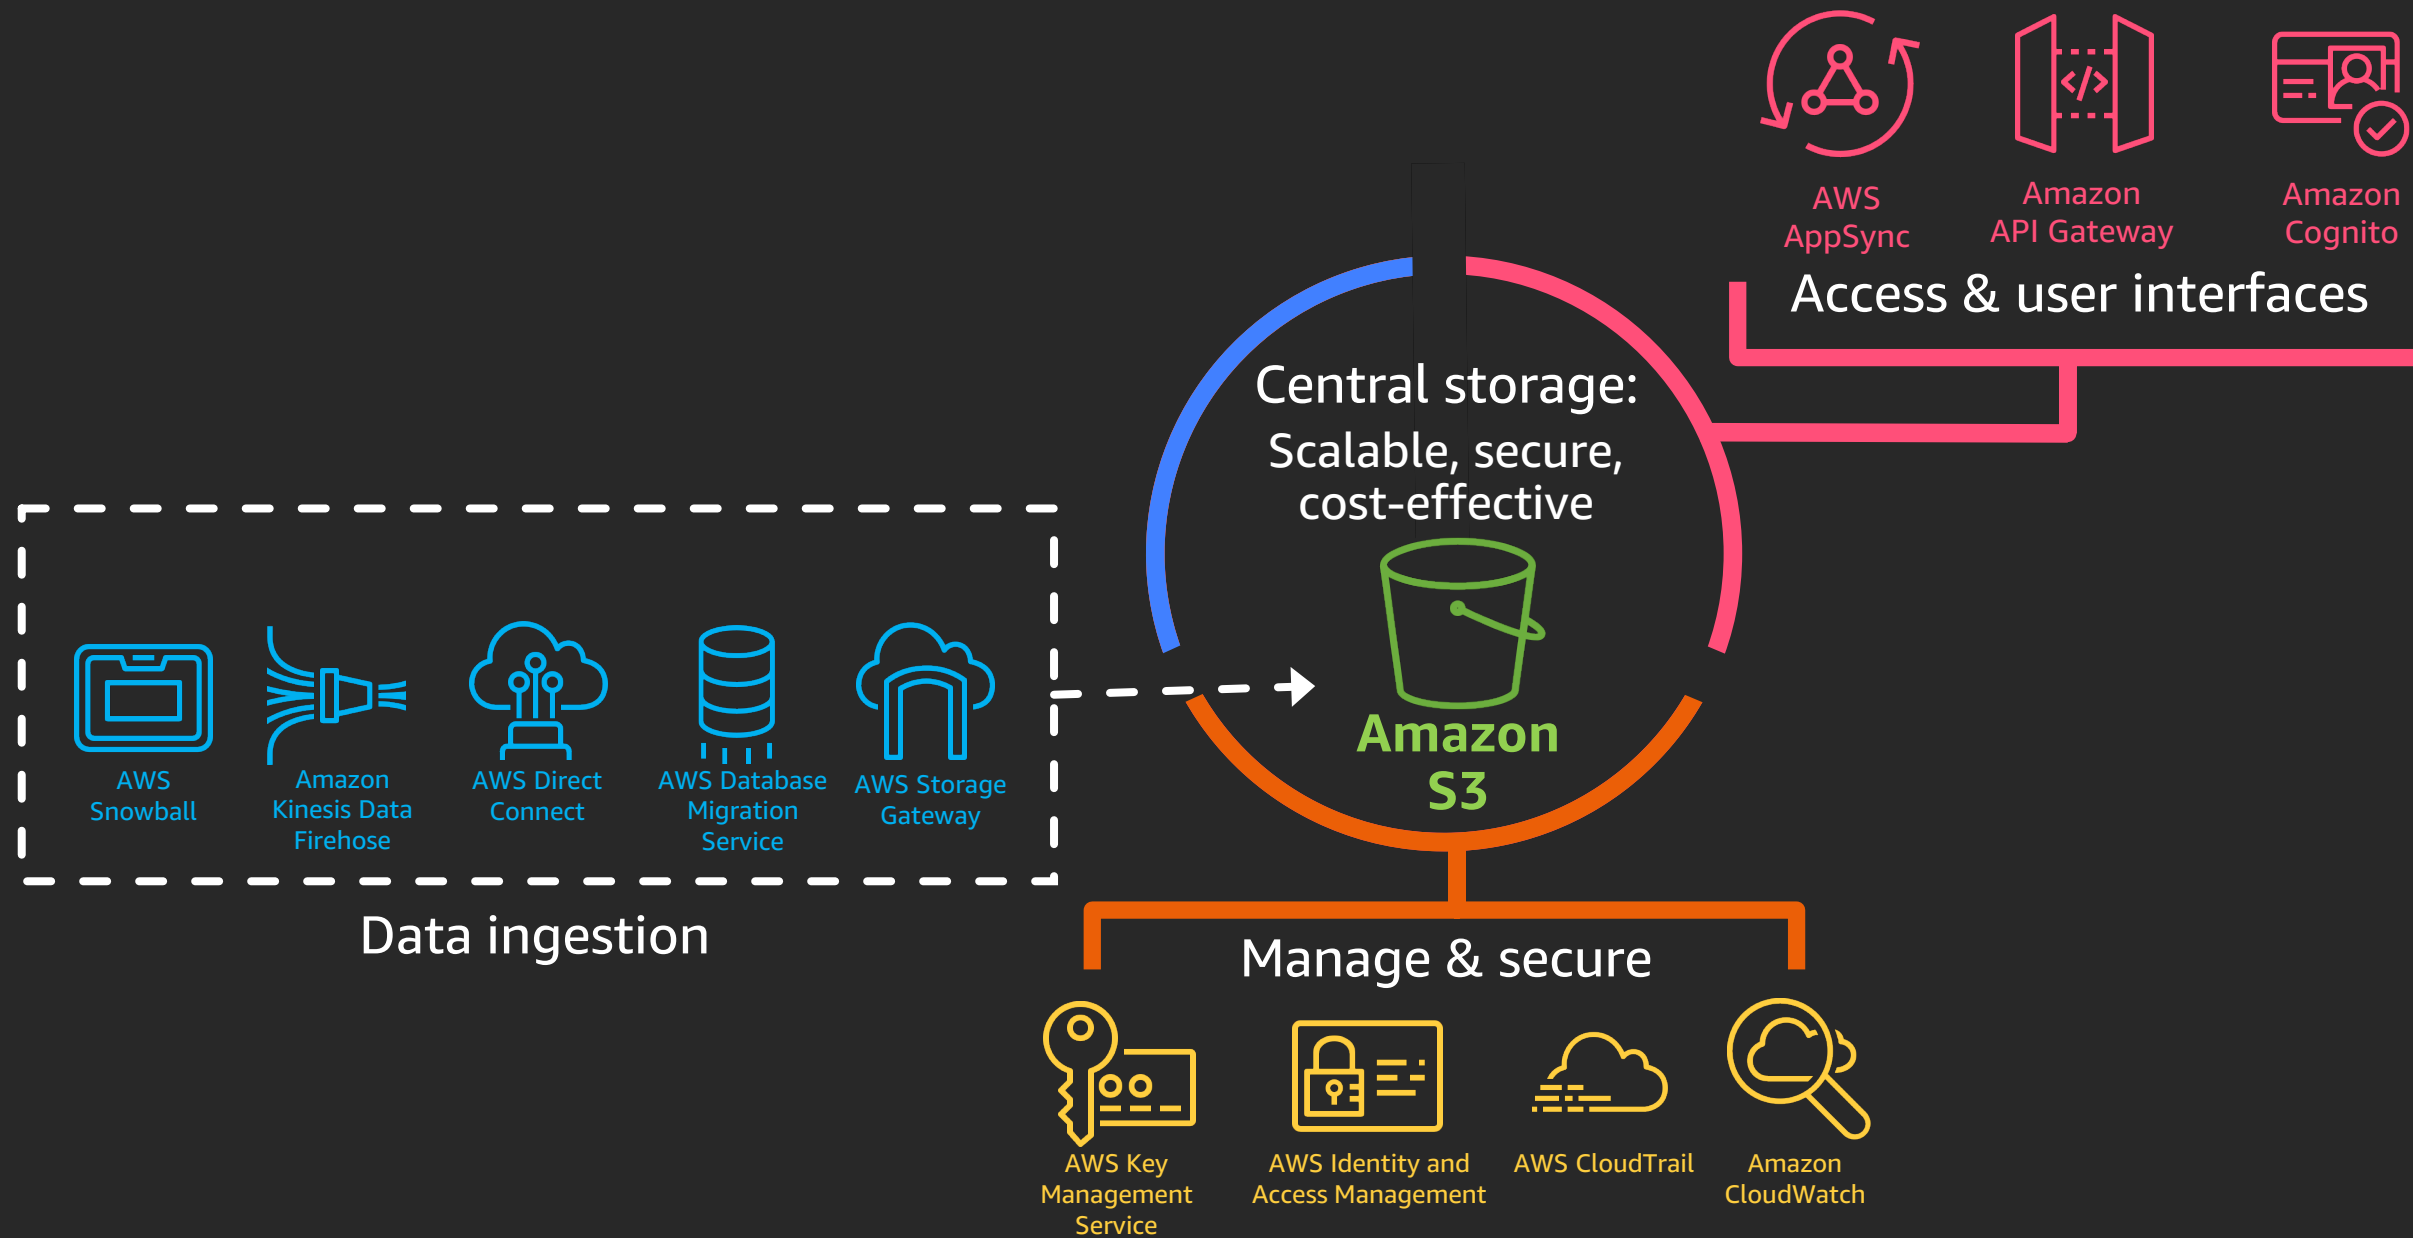 AWS
AppSync
Amazon
API Gateway
Amazon
Cognito
Access & user interfaces
Central storage:
Scalable, secure,
cost-effective
Amazon
S3
AWS
Snowball
Amazon
Kinesis Data
Firehose
AWS Direct
Connect
AWS Database
Migration
Service
AWS Storage
Gateway
Data ingestion
Manage & secure
AWS Key
Management
Service
AWS Identity and
Access Management
AWS CloudTrail
Amazon
CloudWatch